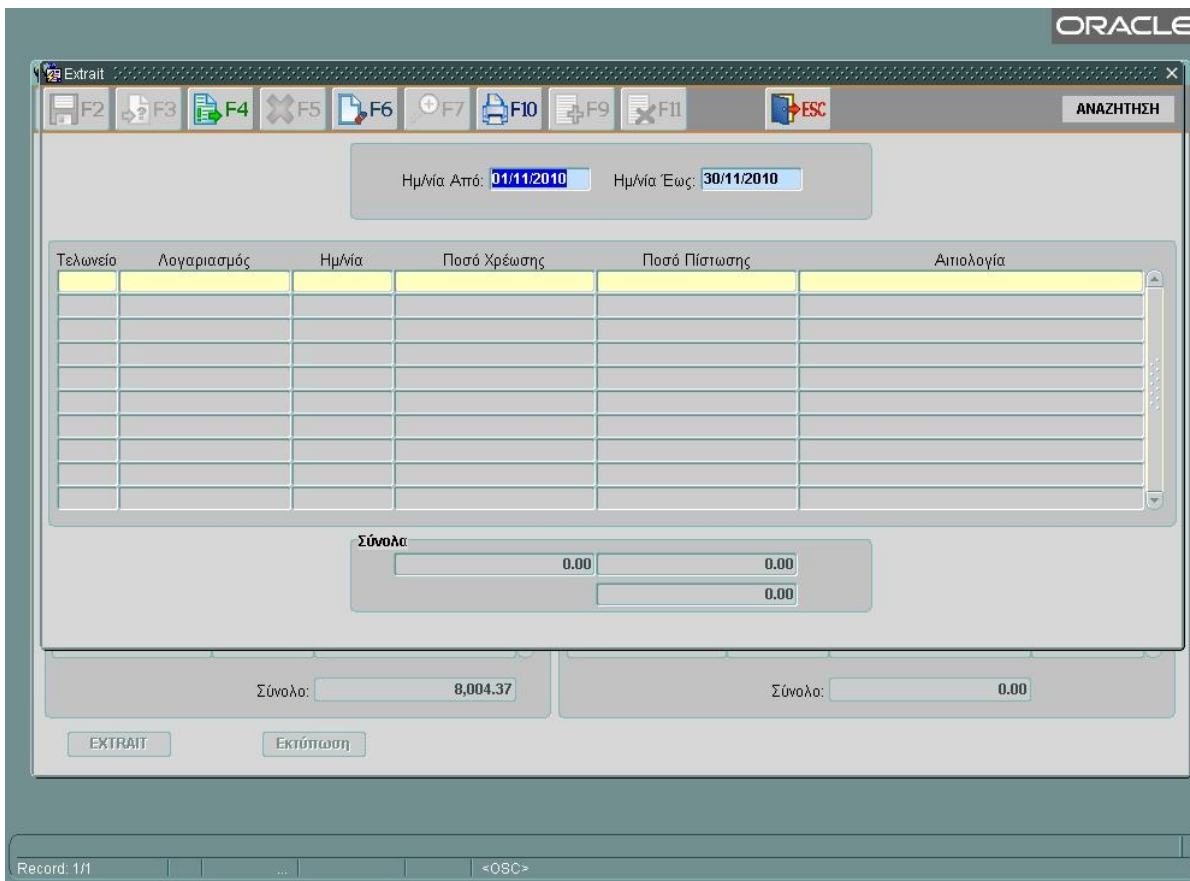 ORACLE
Extrait
F2 F3 F4 F5 F6 F7 F10 F9 F11 ESC ΑΝΑΖΗΤΗΣΗ
Ημ/νία Από: 01/11/2010 Ημ/νία Έως: 30/11/2010
Τελωνείο Λογαριασμός Ημ/νία Ποσό Χρέωσης Ποσό Πίστωσης Αιτιολογία
Σύνολα
0.00 0.00
0.00
Σύνολο: 8,004.37 Σύνολο: 0.00
EXTRAIT Εκτύπωση
Record: 1/1 ... <OSC>